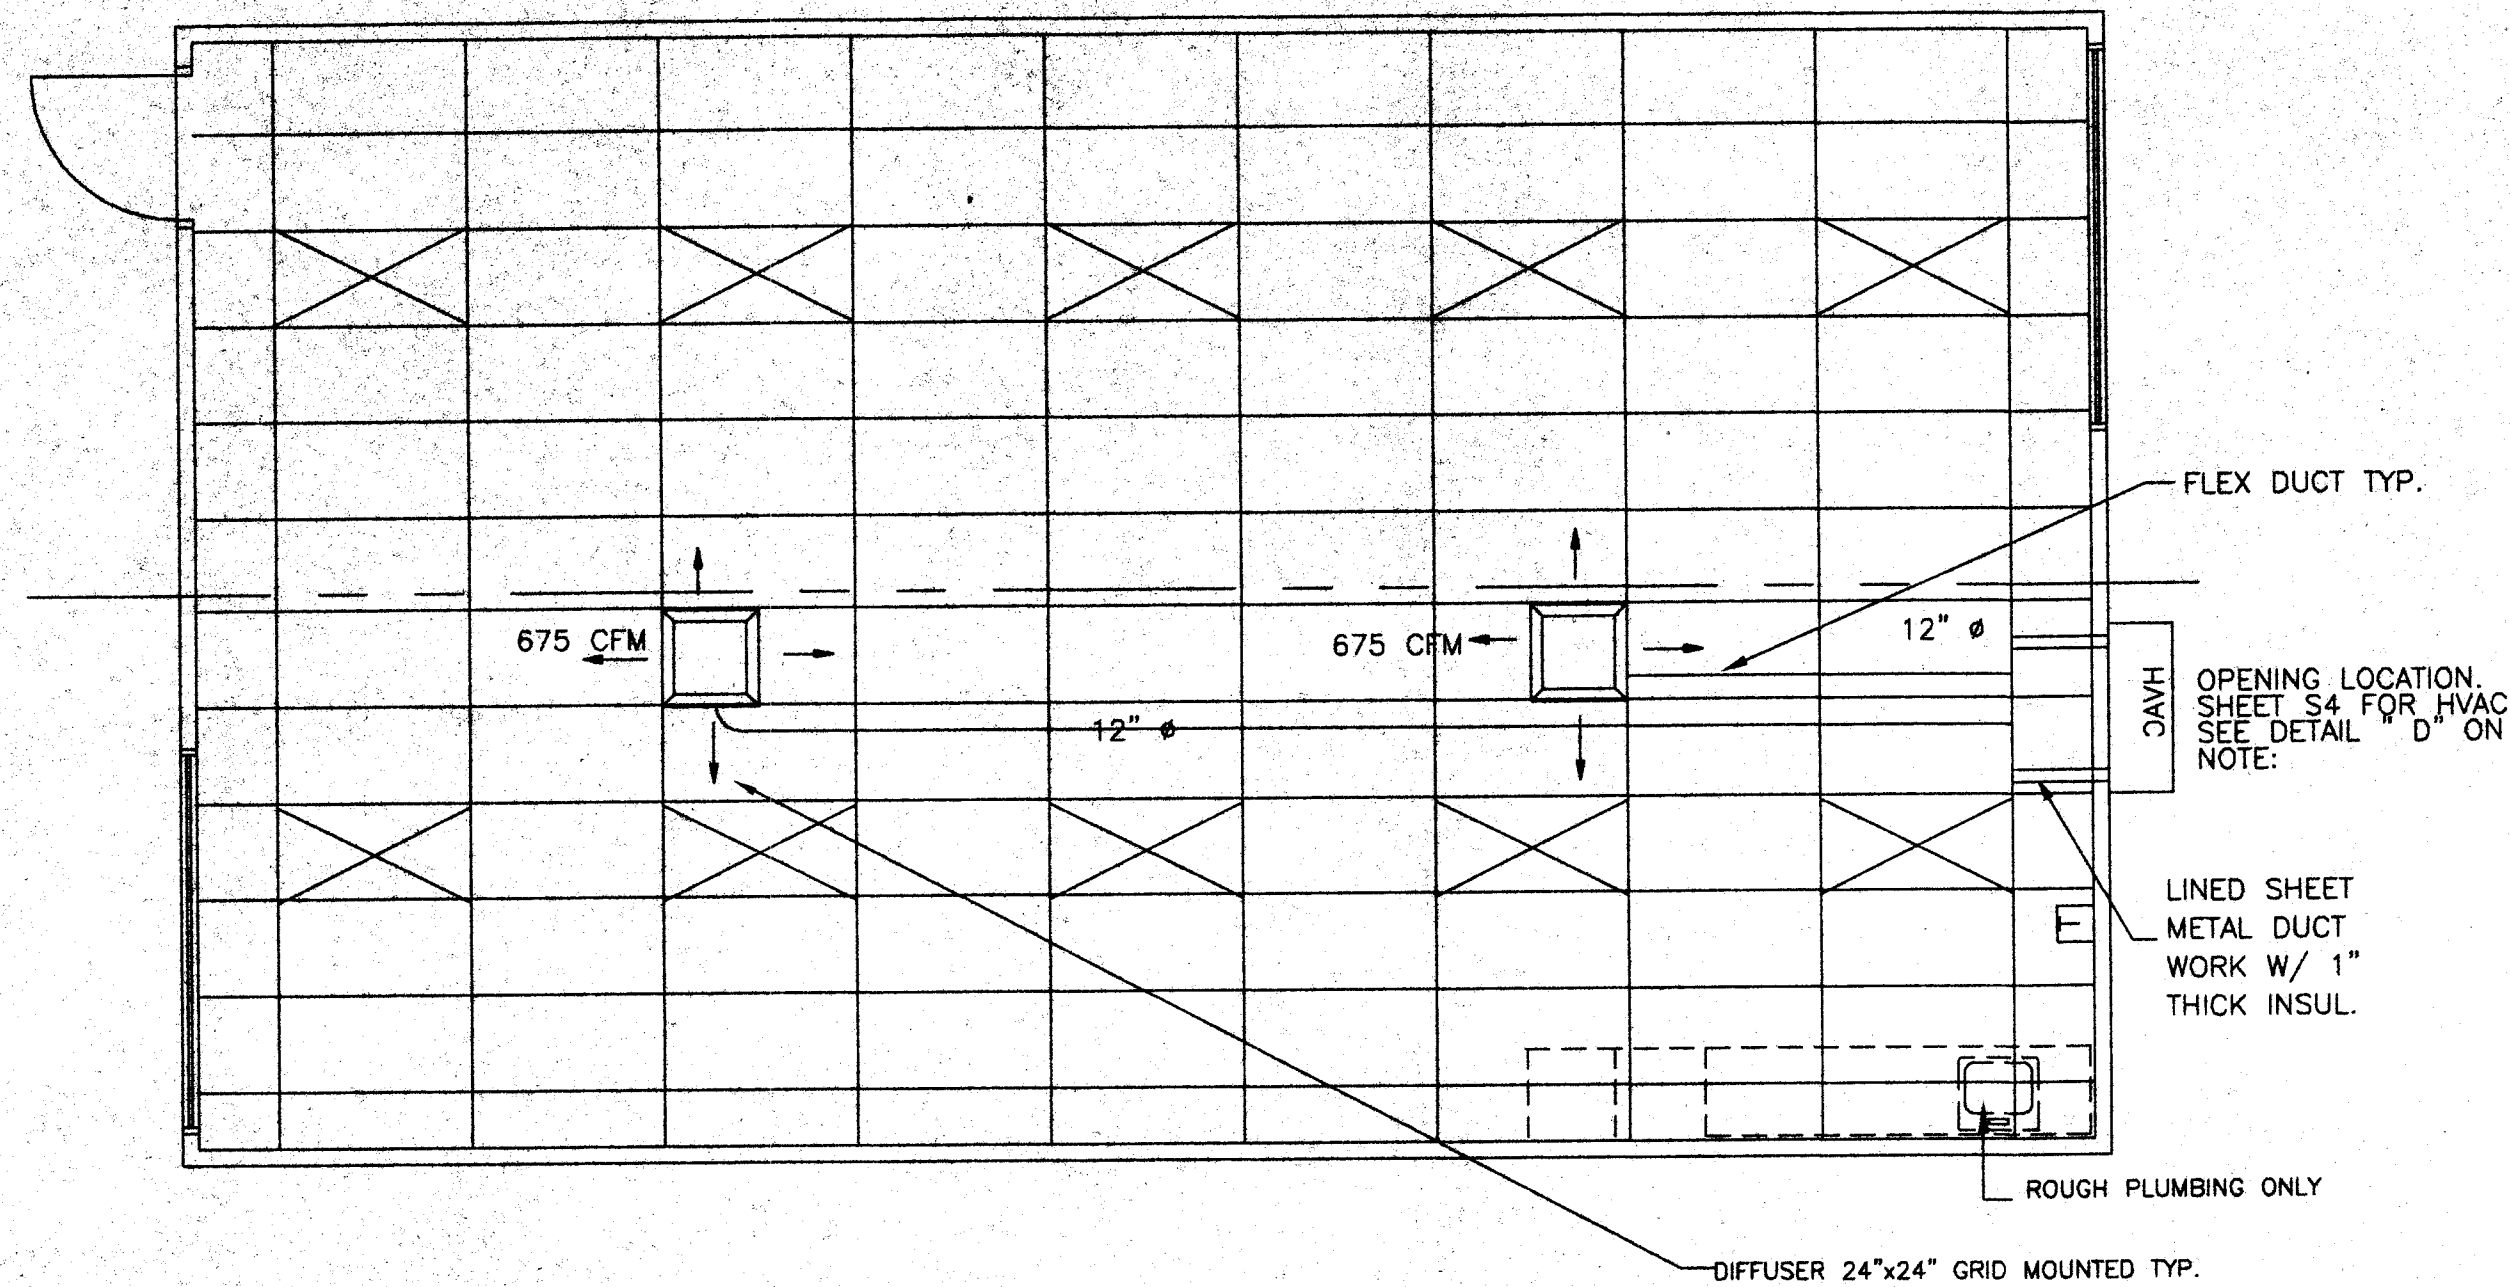 FLEX DUCT TYP.
675 CFM
675 CFM
12" ø
12" ø
HVAC
OPENING LOCATION.
SHEET S4 FOR HVAC
SEE DETAIL " D" ON
NOTE:
LINED SHEET
METAL DUCT
WORK W/ 1"
THICK INSUL.
T
ROUGH PLUMBING ONLY
DIFFUSER 24"x24" GRID MOUNTED TYP.